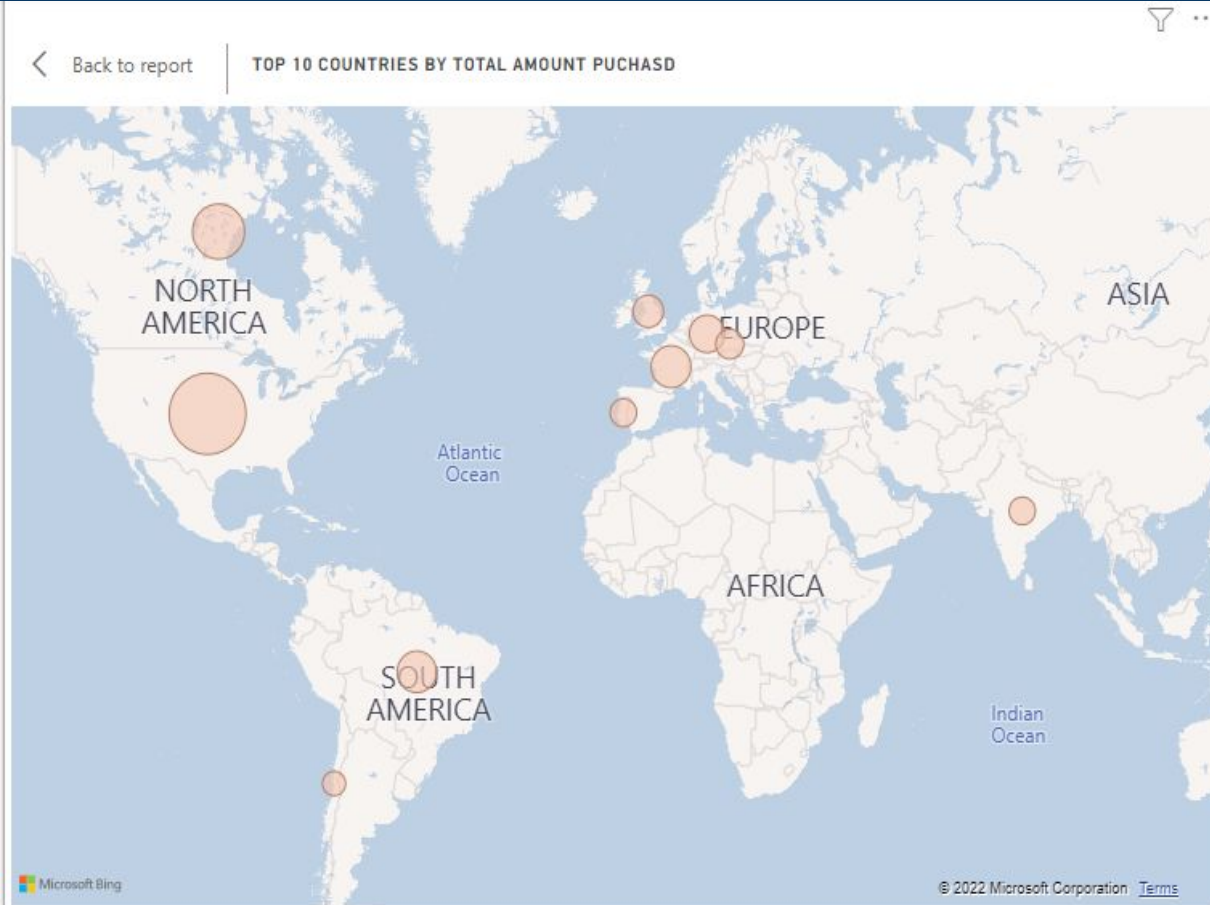 Back to report
TOP 10 COUNTRIES BY TOTAL AMOUNT PUCHASD
NORTH
AMERICA
EUROPE
ASIA
Atlantic
Ocean
AFRICA
SOUTH
AMERICA
Indian
Ocean
Microsoft Bing
© 2022 Microsoft Corporation Terms